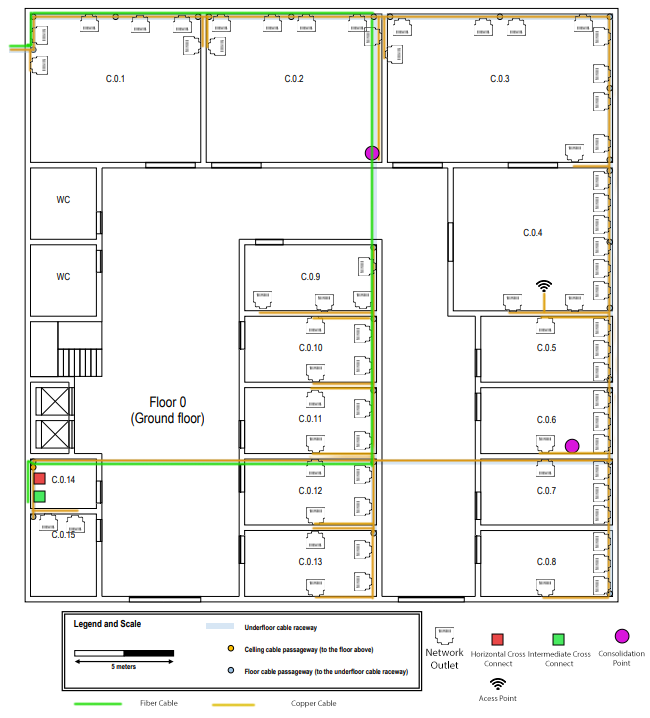 C.0.1
C.0.2
C.0.3
WC
C.0.4
WC
C.0.9
C.0.10
C.0.5
Floor 0
(Ground floor)
C.0.11
C.0.6
C.0.14
C.0.12
C.0.7
C.0.15
C.0.13
C.0.8
Legend and Scale
5 meters
Underfloor cable raceway
Celling cable passageway (to the floor above)
Floor cable passageway (to the underfloor cable raceway)
Network
Outlet
Horizontal Cross
Connect
Intermediate Cross
Connect
Consolidation
Point
Acess Point
Fiber Cable
Copper Cable